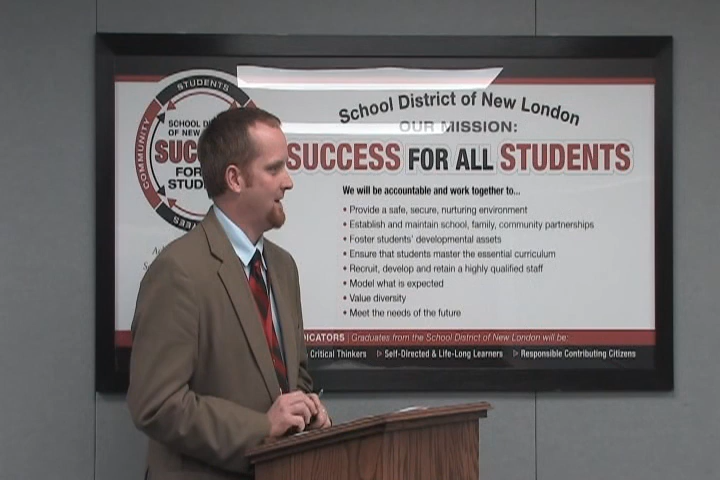 STUDENTS
COMMUNITY
SCHOOL
OF NEW
FOR
School District of New London
OUR MISSION:
SUCCESS FOR ALL STUDENTS
We will be accountable and work together to...
• Provide a safe, secure, nurturing environment
• Establish and maintain school, family, community partnerships
• Foster students' developmental assets
• Ensure that students master the essential curriculum
• Recruit, develop and retain a highly qualified staff
• Model what is expected
• Value diversity
• Meet the needs of the future
Graduates from the School District of New London will be:
Critical Thinkers ▷ Self-Directed & Life-Long Learners ▷ Responsible Contributing Citizens